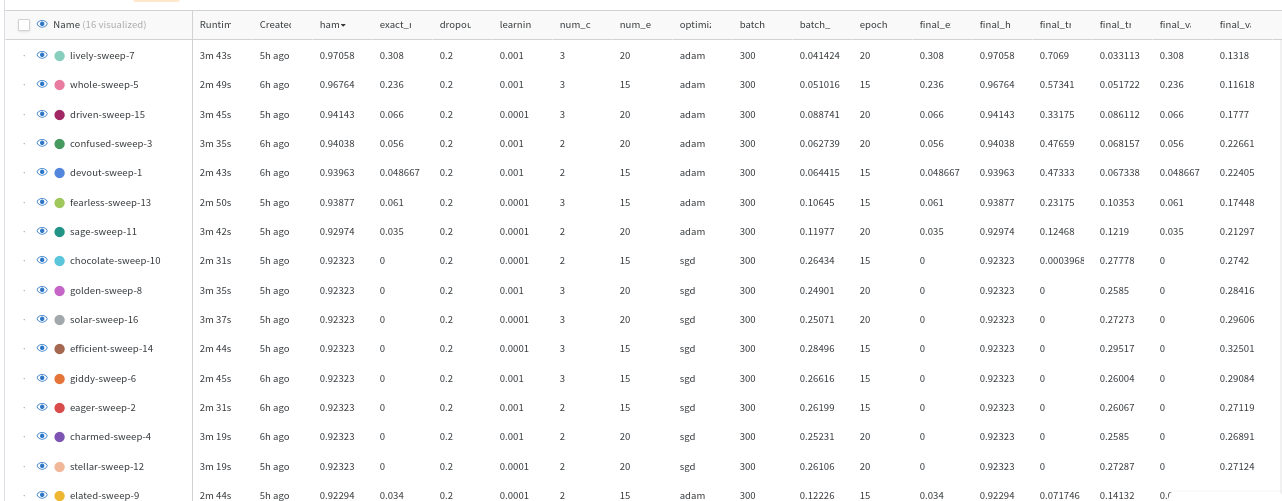 Name (16 visualized) Runtim Created ham exact_r dropou learnin num_c num_e optimi: batch batch_ epoch final_e final_h final_tr final_tr final_va final_va
lively-sweep-7 3m 43s 5h ago 0.97058 0.308 0.2 0.001 3 20 adam 300 0.041424 20 0.308 0.97058 0.7069 0.033113 0.308 0.1318
whole-sweep-5 2m 49s 6h ago 0.96764 0.236 0.2 0.001 3 15 adam 300 0.051016 15 0.236 0.96764 0.57341 0.051722 0.236 0.11618
driven-sweep-15 3m 45s 5h ago 0.94143 0.066 0.2 0.0001 3 20 adam 300 0.088741 20 0.066 0.94143 0.33175 0.086112 0.066 0.1777
confused-sweep-3 3m 35s 6h ago 0.94038 0.056 0.2 0.001 2 20 adam 300 0.062739 20 0.056 0.94038 0.47659 0.068157 0.056 0.22661
devout-sweep-1 2m 43s 6h ago 0.93963 0.048667 0.2 0.001 2 15 adam 300 0.064415 15 0.048667 0.93963 0.47333 0.067338 0.048667 0.22405
fearless-sweep-13 2m 50s 5h ago 0.93877 0.061 0.2 0.0001 3 15 adam 300 0.10645 15 0.061 0.93877 0.23175 0.10353 0.061 0.17448
sage-sweep-11 3m 42s 5h ago 0.92974 0.035 0.2 0.0001 2 20 adam 300 0.11977 20 0.035 0.92974 0.12468 0.1219 0.035 0.21297
chocolate-sweep-10 2m 31s 5h ago 0.92323 0 0.2 0.0001 2 15 sgd 300 0.26434 15 0 0.92323 0.0003968 0.27778 0 0.2742
golden-sweep-8 3m 35s 5h ago 0.92323 0 0.2 0.001 3 20 sgd 300 0.24901 20 0 0.92323 0 0.2585 0 0.28416
solar-sweep-16 3m 37s 5h ago 0.92323 0 0.2 0.0001 3 20 sgd 300 0.25071 20 0 0.92323 0 0.27273 0 0.29606
efficient-sweep-14 2m 44s 5h ago 0.92323 0 0.2 0.0001 3 15 sgd 300 0.28496 15 0 0.92323 0 0.29517 0 0.32501
giddy-sweep-6 2m 45s 6h ago 0.92323 0 0.2 0.001 3 15 sgd 300 0.26616 15 0 0.92323 0 0.26004 0 0.29084
eager-sweep-2 2m 31s 6h ago 0.92323 0 0.2 0.001 2 15 sgd 300 0.26199 15 0 0.92323 0 0.26067 0 0.27119
charmed-sweep-4 3m 19s 6h ago 0.92323 0 0.2 0.001 2 20 sgd 300 0.25231 20 0 0.92323 0 0.2585 0 0.26891
stellar-sweep-12 3m 19s 5h ago 0.92323 0 0.2 0.0001 2 20 sgd 300 0.26106 20 0 0.92323 0 0.27287 0 0.27124
elated-sweep-9 2m 44s 5h ago 0.92294 0.034 0.2 0.0001 2 15 adam 300 0.12226 15 0.034 0.92294 0.071746 0.14132